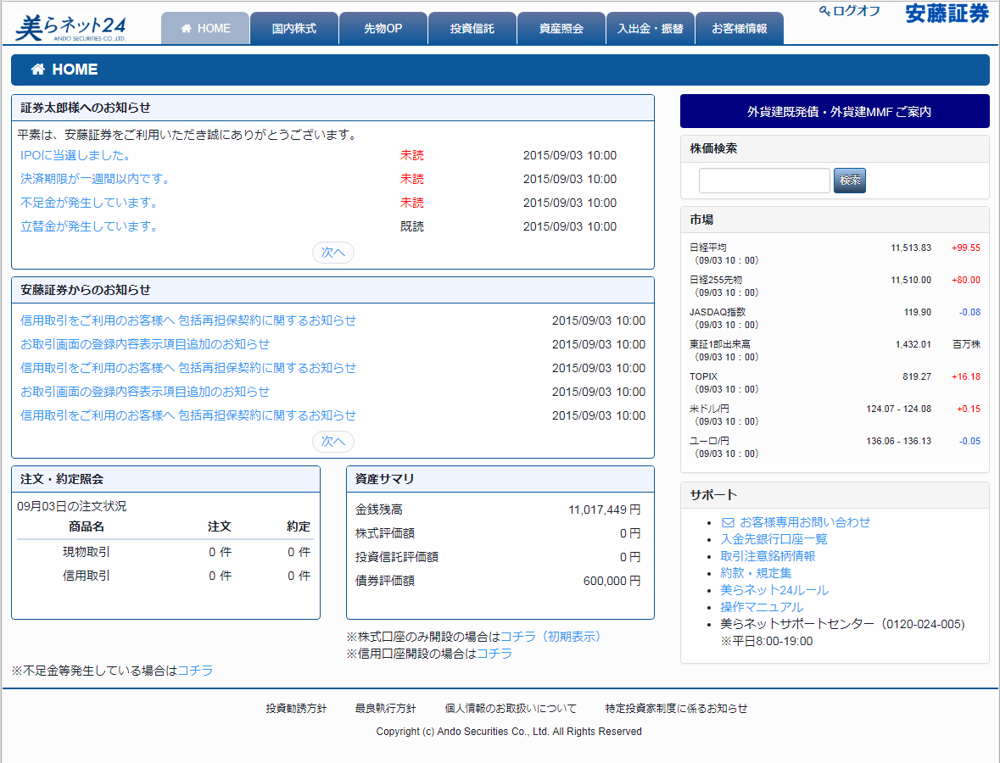 美らネット24
ANDO SECURITIES CO.,LTD.
HOME
国内株式
先物OP
投資信託
資産照会
入出金・振替
お客様情報
ログオフ
安藤証券
HOME
証券太郎様へのお知らせ
平素は、安藤証券をご利用いただき誠にありがとうございます。
IPOに当選しました。 未読 2015/09/03 10:00
決済期限が一週間以内です。 未読 2015/09/03 10:00
不足金が発生しています。 未読 2015/09/03 10:00
立替金が発生しています。 既読 2015/09/03 10:00
次へ
安藤証券からのお知らせ
信用取引をご利用のお客様へ 包括再担保契約に関するお知らせ 2015/09/03 10:00
お取引画面の登録内容表示項目追加のお知らせ 2015/09/03 10:00
信用取引をご利用のお客様へ 包括再担保契約に関するお知らせ 2015/09/03 10:00
お取引画面の登録内容表示項目追加のお知らせ 2015/09/03 10:00
信用取引をご利用のお客様へ 包括再担保契約に関するお知らせ 2015/09/03 10:00
次へ
注文・約定照会
09月03日の注文状況
商品名 注文 約定
現物取引 0 件 0 件
信用取引 0 件 0 件
資産サマリ
金銭残高 11,017,449 円
株式評価額 0 円
投資信託評価額 0 円
債券評価額 600,000 円
※株式口座のみ開設の場合はコチラ（初期表示）
※信用口座開設の場合はコチラ
※不足金等発生している場合はコチラ
外貨建既発債・外貨建MMF ご案内
株価検索
検索
市場
日経平均 11,513.83 +99.55
（09/03 10：00）
日経255先物 11,510.00 +80.00
（09/03 10：00）
JASDAQ指数 119.90 -0.08
（09/03 10：00）
東証1部出来高 1,432.01 百万株
（09/03 10：00）
TOPIX 819.27 +16.18
（09/03 10：00）
米ドル/円 124.07 - 124.08 +0.15
（09/03 10：00）
ユーロ/円 136.06 - 136.13 -0.05
（09/03 10：00）
サポート
お客様専用お問い合わせ
入金先銀行口座一覧
取引注意銘柄情報
約款・規定集
美らネット24ルール
操作マニュアル
美らネットサポートセンター（0120-024-005)
※平日8:00-19:00
投資勧誘方針 最良執行方針 個人情報のお取扱いについて 特定投資家制度に係るお知らせ
Copyright (c) Ando Securities Co., Ltd. All Rights Reserved